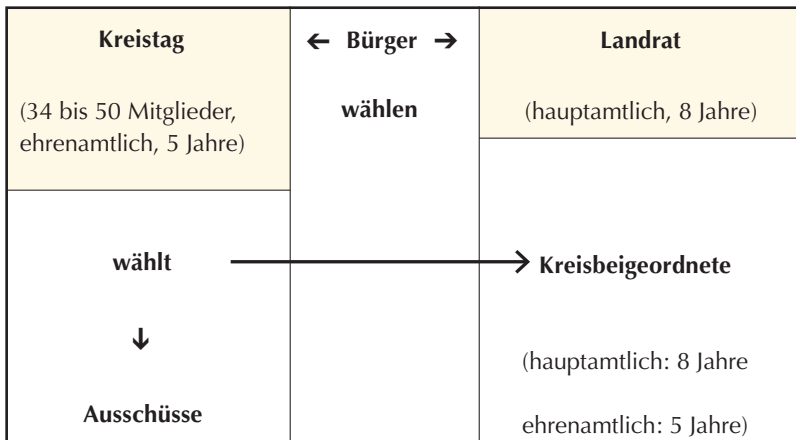 Kreistag
(34 bis 50 Mitglieder,
ehrenamtlich, 5 Jahre)
← Bürger →
wählen
Landrat
(hauptamtlich, 8 Jahre)
wählt
↓
Ausschüsse
Kreisbeigeordnete
(hauptamtlich: 8 Jahre
ehrenamtlich: 5 Jahre)